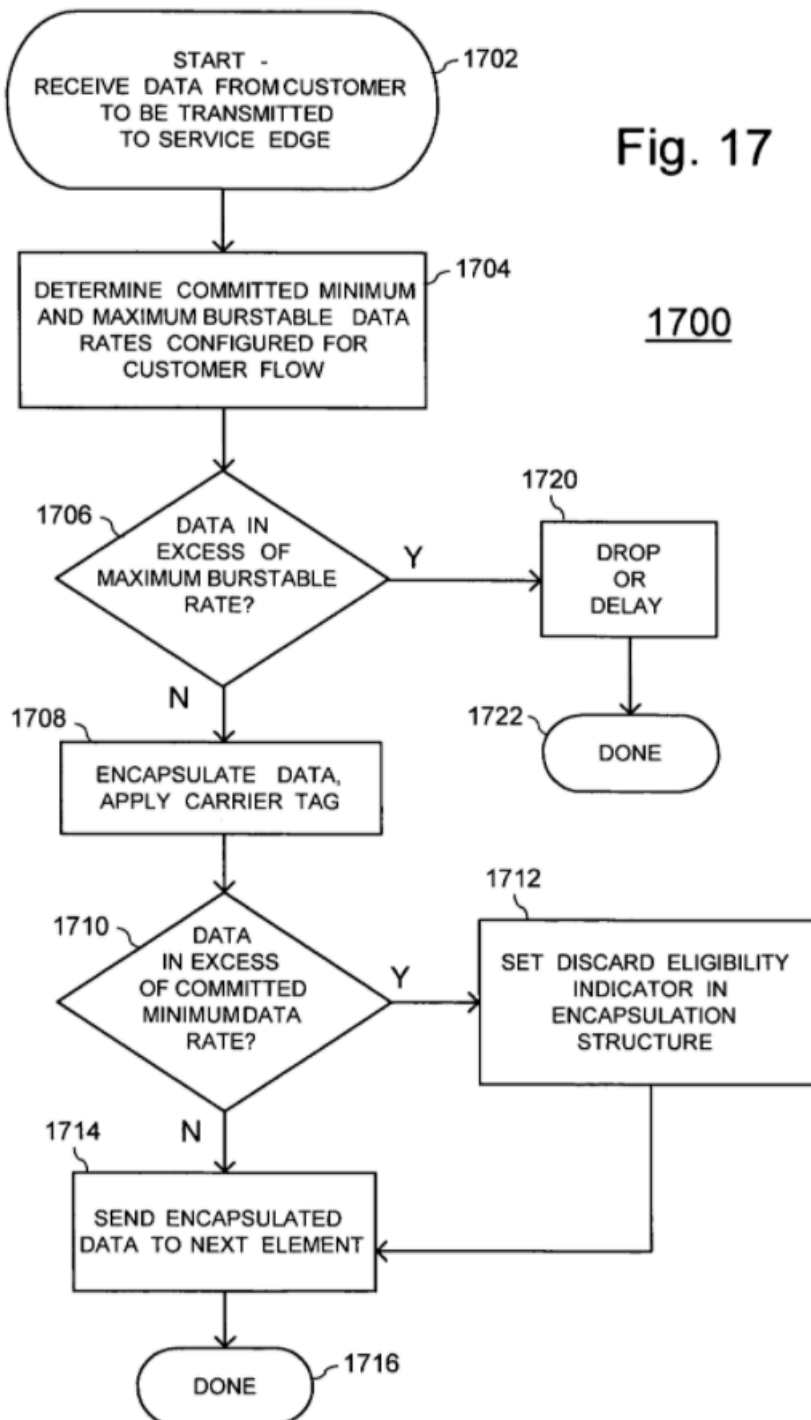 START -
RECEIVE DATA FROM CUSTOMER
TO BE TRANSMITTED
TO SERVICE EDGE
1702
Fig. 17
1704
DETERMINE COMMITTED MINIMUM
AND MAXIMUM BURSTABLE DATA
RATES CONFIGURED FOR
CUSTOMER FLOW
1700
1706
DATA IN
EXCESS OF
MAXIMUM BURSTABLE
RATE?
Y
1720
DROP
OR
DELAY
N
1722
DONE
1708
ENCAPSULATE DATA,
APPLY CARRIER TAG
1710
DATA
IN EXCESS
OF COMMITTED
MINIMUM DATA
RATE?
Y
1712
SET DISCARD ELIGIBILITY
INDICATOR IN
ENCAPSULATION
STRUCTURE
N
1714
SEND ENCAPSULATED
DATA TO NEXT ELEMENT
DONE
1716